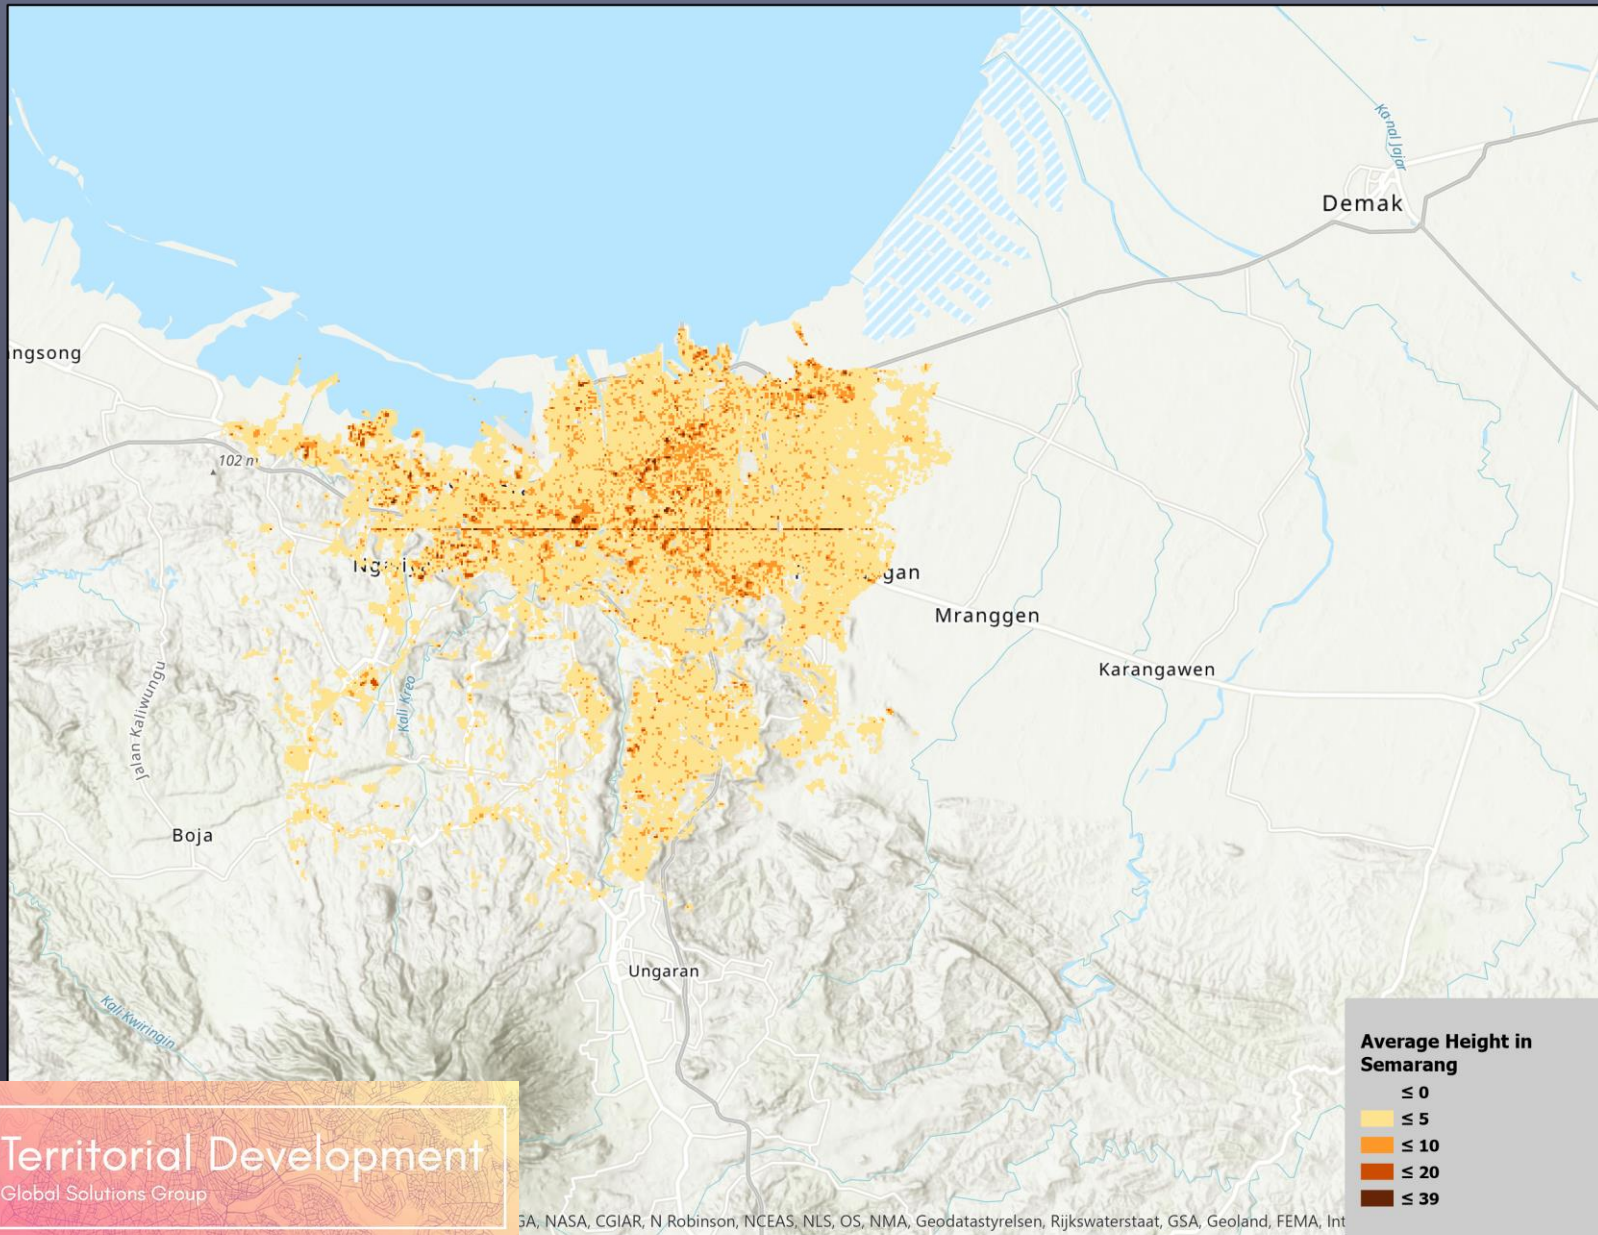 Kanal Jajar
Demak
ngsong
102 m
gan
Mranggen
Karangawen
Kali Kreo
Jalan Kaliwungu
Boja
Ungaran
Kali Kwiringin
Average Height in
Semarang
≤ 0
≤ 5
≤ 10
≤ 20
≤ 39
Territorial Development
Global Solutions Group
GA, NASA, CGIAR, N Robinson, NCEAS, NLS, OS, NMA, Geodatastyrelsen, Rijkswaterstaat, GSA, Geoland, FEMA, Int